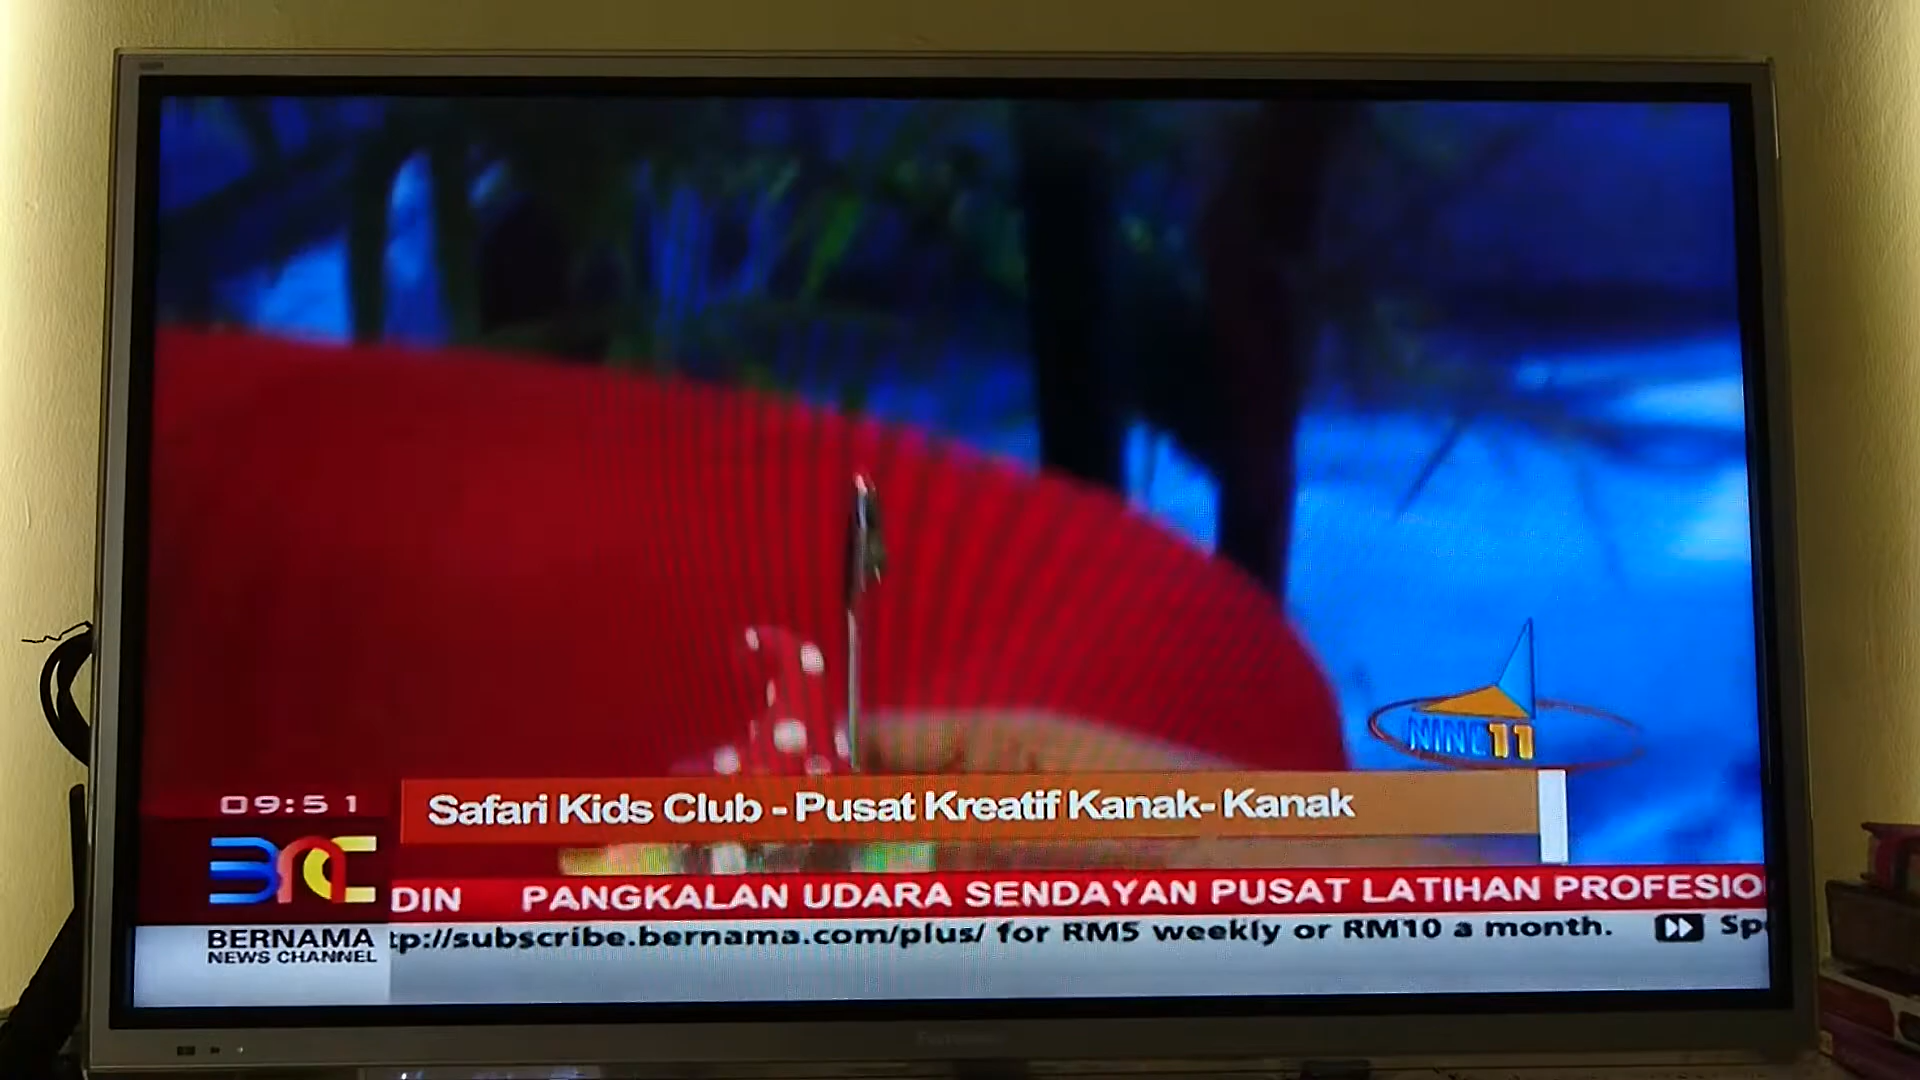 NINE11
09:51
Safari Kids Club - Pusat Kreatif Kanak- Kanak
BNC
DIN PANGKALAN UDARA SENDAYAN PUSAT LATIHAN PROFESIO
BERNAMA
NEWS CHANNEL
tp://subscribe.bernama.com/plus/ for RM5 weekly or RM10 a month. Sp